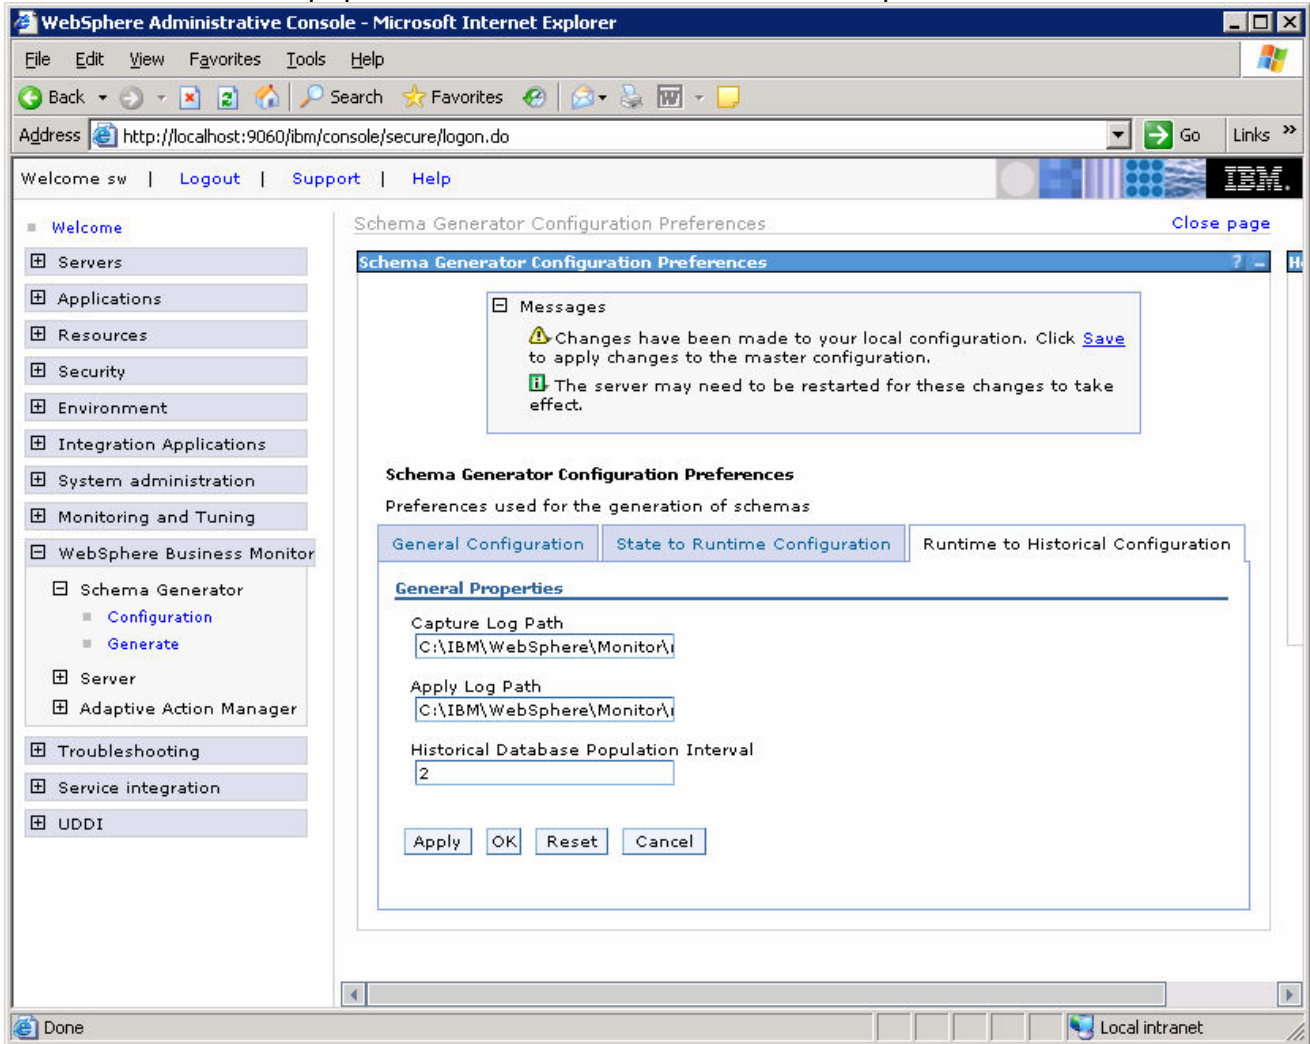 WebSphere Administrative Console - Microsoft Internet Explorer
File Edit View Favorites Tools Help
Back Search Favorites
Address http://localhost:9060/ibm/console/secure/logon.do Go Links »
Welcome sw | Logout | Support | Help IBM.
Welcome
Servers
Applications
Resources
Security
Environment
Integration Applications
System administration
Monitoring and Tuning
WebSphere Business Monitor
Schema Generator
Configuration
Generate
Server
Adaptive Action Manager
Troubleshooting
Service integration
UDDI
Schema Generator Configuration Preferences Close page
Schema Generator Configuration Preferences ? –
Messages
Changes have been made to your local configuration. Click Save
to apply changes to the master configuration.
The server may need to be restarted for these changes to take
effect.
Schema Generator Configuration Preferences
Preferences used for the generation of schemas
General Configuration State to Runtime Configuration Runtime to Historical Configuration
General Properties
Capture Log Path
C:\IBM\WebSphere\Monitor\
Apply Log Path
C:\IBM\WebSphere\Monitor\
Historical Database Population Interval
2
Apply OK Reset Cancel
Done Local intranet